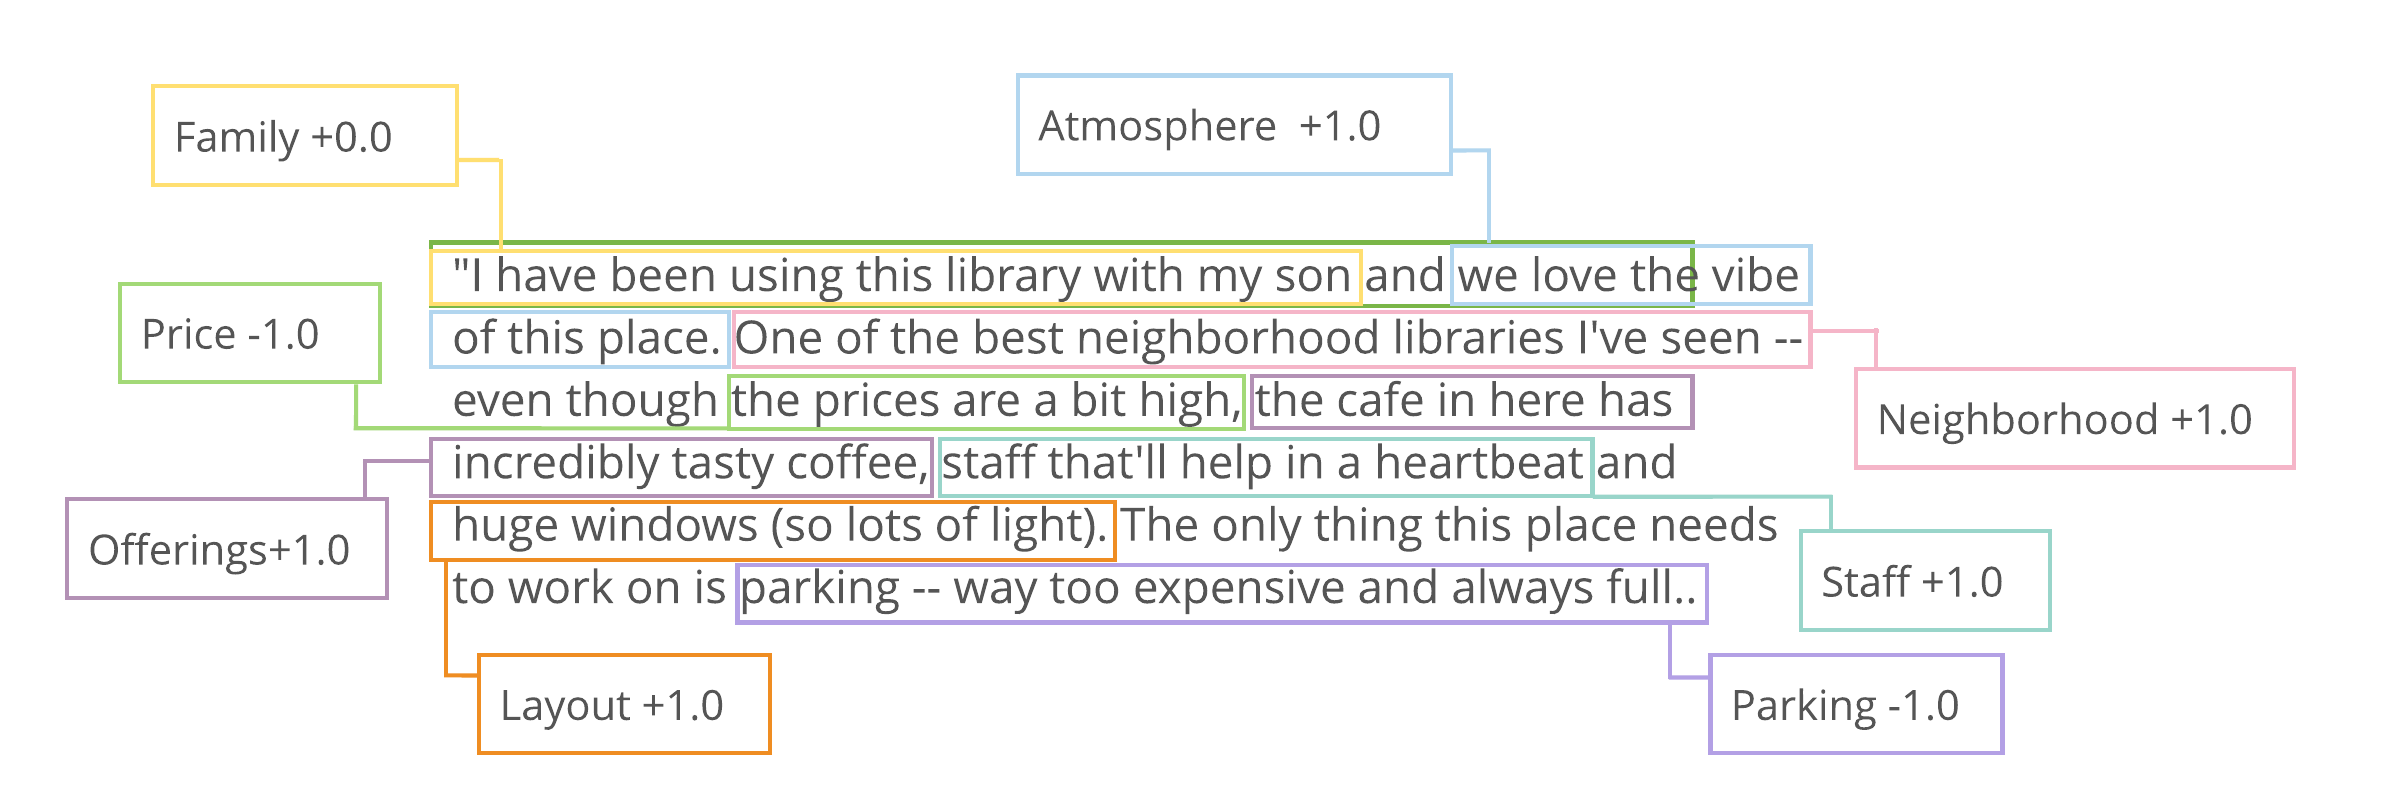 Family +0.0
Atmosphere +1.0
"I have been using this library with my son and we love the vibe
of this place. One of the best neighborhood libraries I've seen --
even though the prices are a bit high, the cafe in here has
incredibly tasty coffee, staff that'll help in a heartbeat and
huge windows (so lots of light). The only thing this place needs
to work on is parking -- way too expensive and always full..
Price -1.0
Neighborhood +1.0
Offerings+1.0
Staff +1.0
Layout +1.0
Parking -1.0